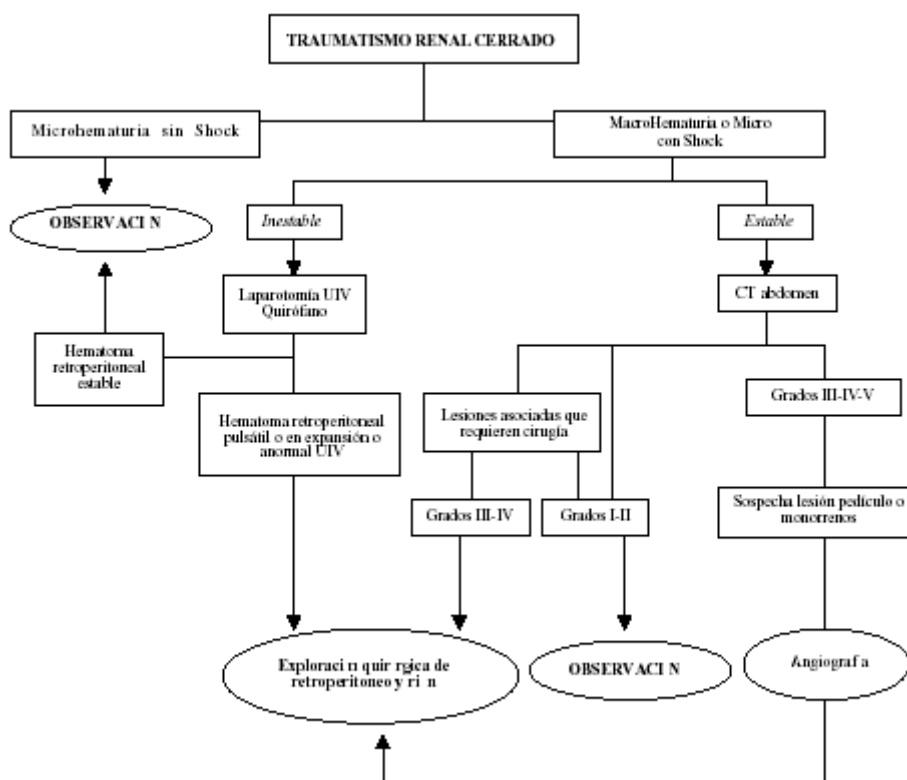 TRAUMATISMO RENAL CERRADO
Microhematuria sin Shock
MacroHematuria o Micro
con Shock
OBSERVACI N
Inestable
Estable
Laparotomía UIV
Quirófano
CT abdomen
Hematoma
retroperitoneal
estable
Grados III-IV-V
Hematoma retroperitoneal
pulsátil o en expansión o
anormal UIV
Lesiones asociadas que
requieren cirugía
Grados III-IV
Grados I-II
Sospecha lesión pedículo o
monorrenos
Exploraci n quir rgica de
retroperitoneo y ri n
OBSERVACI N
Angiograf a